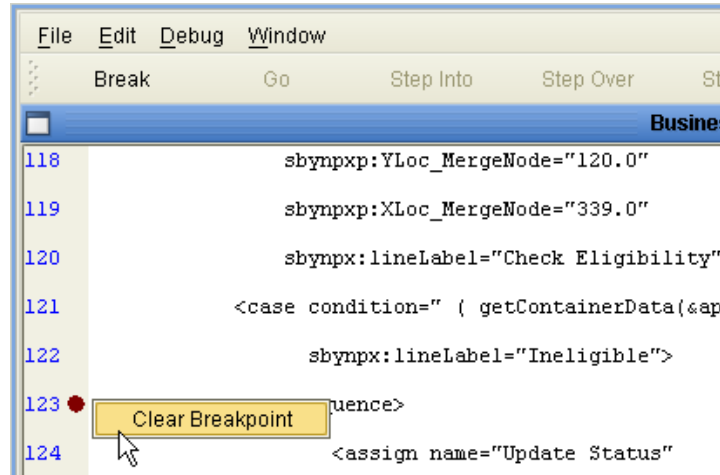 File Edit Debug Window
Break Go Step Into Step Over St
Busines
118 sbynpxp:YLoc_MergeNode="120.0"
119 sbynpxp:XLoc_MergeNode="339.0"
120 sbynpx:lineLabel="Check Eligibility"
121 <case condition=" ( getContainerData(&ap
122 sbynpx:lineLabel="Ineligible">
123 Clear Breakpoint uence>
124 <assign name="Update Status"